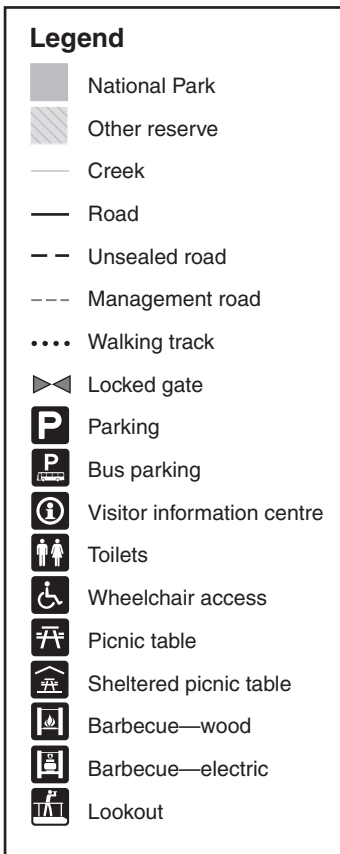 Legend
National Park
Other reserve
Creek
Road
Unsealed road
Management road
Walking track
Locked gate
P Parking
P Bus parking
i Visitor information centre
Toilets
Wheelchair access
Picnic table
Sheltered picnic table
Barbecue—wood
Barbecue—electric
Lookout